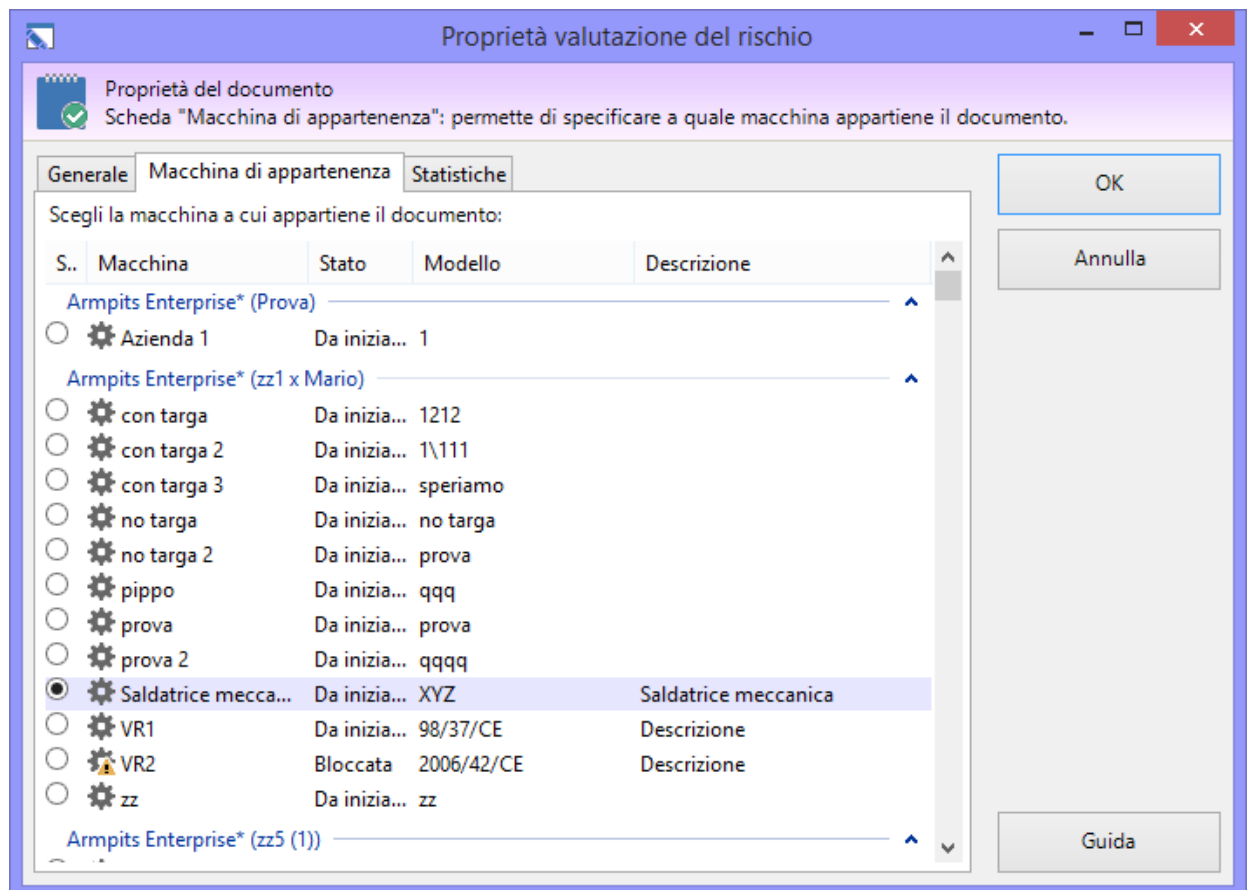 Proprietà valutazione del rischio
Proprietà del documento
Scheda "Macchina di appartenenza": permette di specificare a quale macchina appartiene il documento.
Generale Macchina di appartenenza Statistiche
OK
Scegli la macchina a cui appartiene il documento:
Annulla
S.. Macchina Stato Modello Descrizione
Armpits Enterprise* (Prova)
Azienda 1 Da inizia... 1
Armpits Enterprise* (zz1 x Mario)
con targa Da inizia... 1212
con targa 2 Da inizia... 1\111
con targa 3 Da inizia... speriamo
no targa Da inizia... no targa
no targa 2 Da inizia... prova
pippo Da inizia... qqq
prova Da inizia... prova
prova 2 Da inizia... qqqq
Saldatrice mecca... Da inizia... XYZ Saldatrice meccanica
VR1 Da inizia... 98/37/CE Descrizione
VR2 Bloccata 2006/42/CE Descrizione
zz Da inizia... zz
Armpits Enterprise* (zz5 (1))
Guida